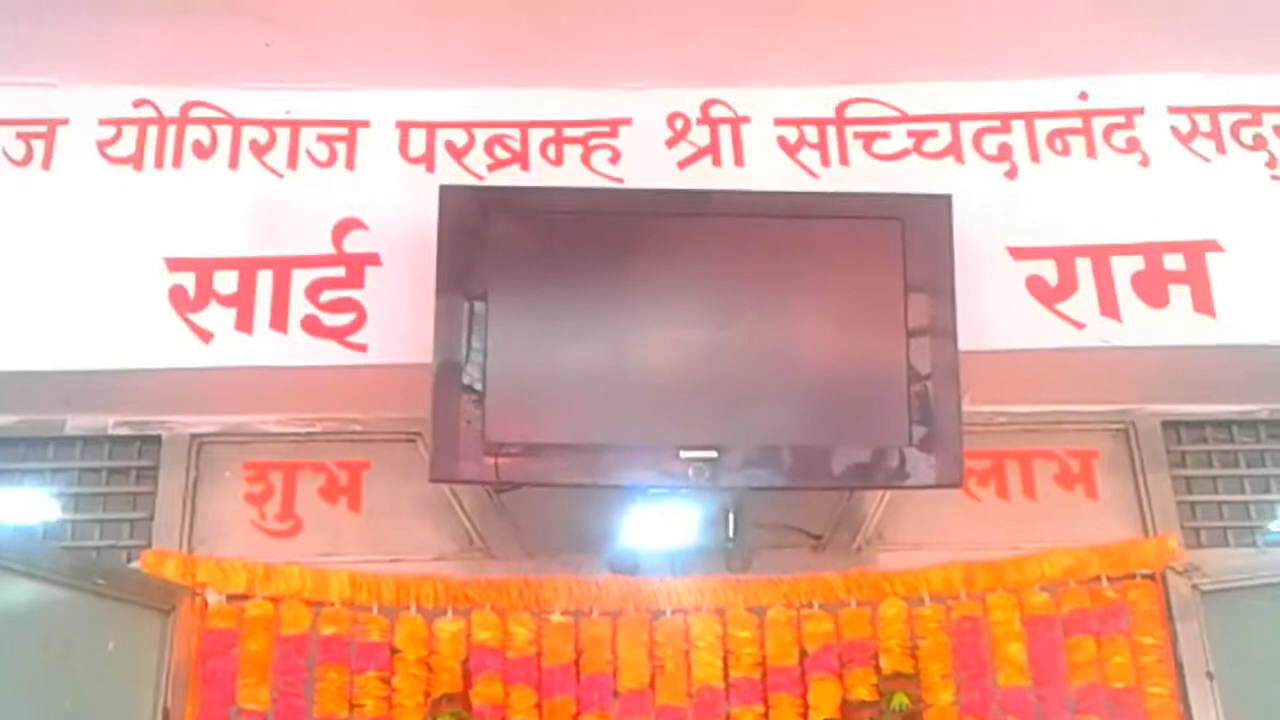 योगिराज परब्रम्ह श्री सच्चिदानंद
साई राम
शुभ लाभ